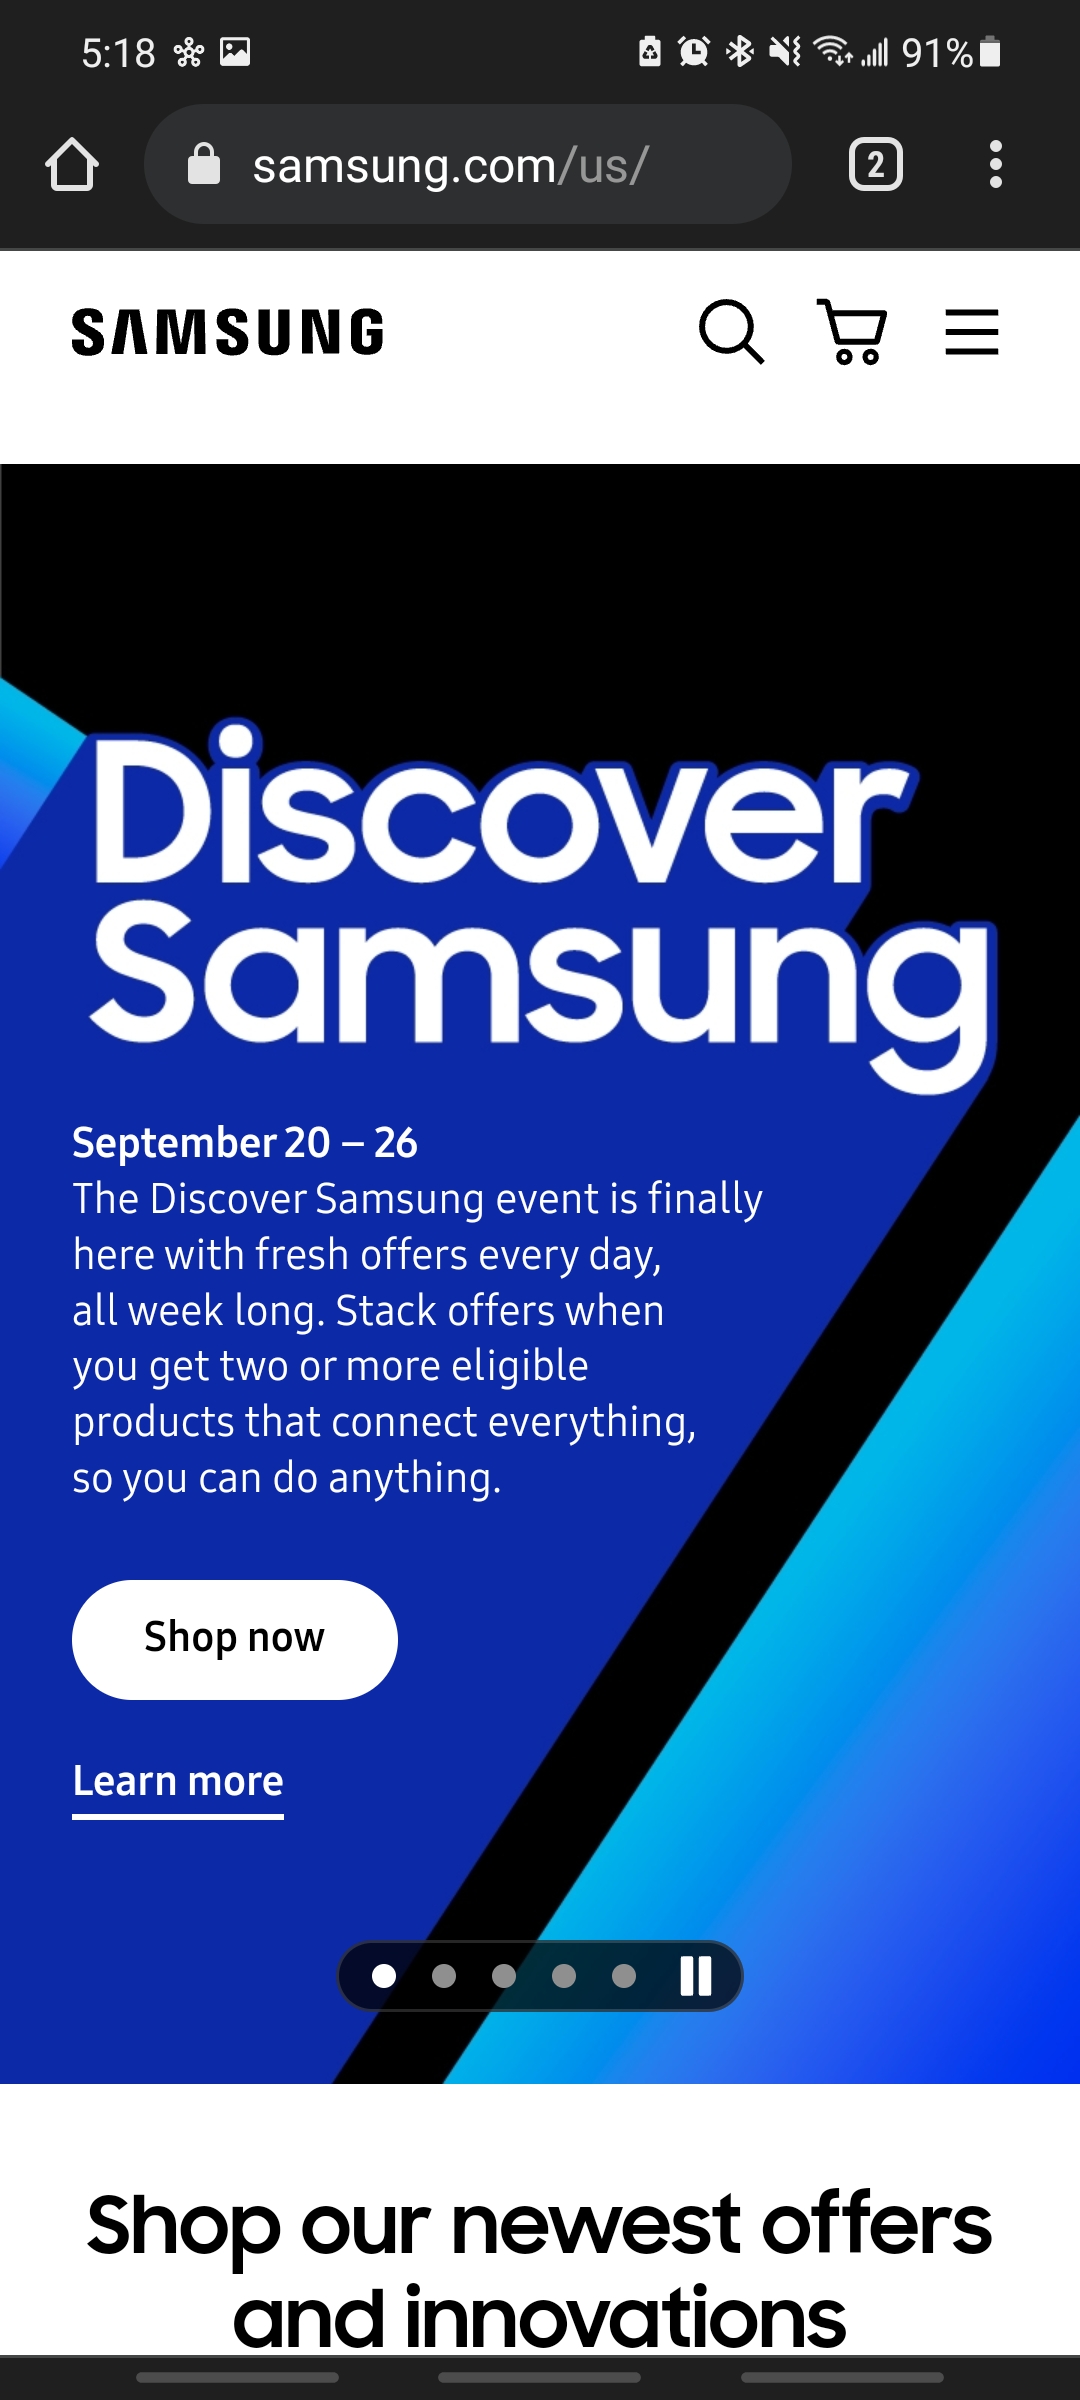 5:18 91%
samsung.com/us/ 2
SAMSUNG
Discover
Samsung
September 20 – 26
The Discover Samsung event is finally
here with fresh offers every day,
all week long. Stack offers when
you get two or more eligible
products that connect everything,
so you can do anything.
Shop now
Learn more
Shop our newest offers
and innovations